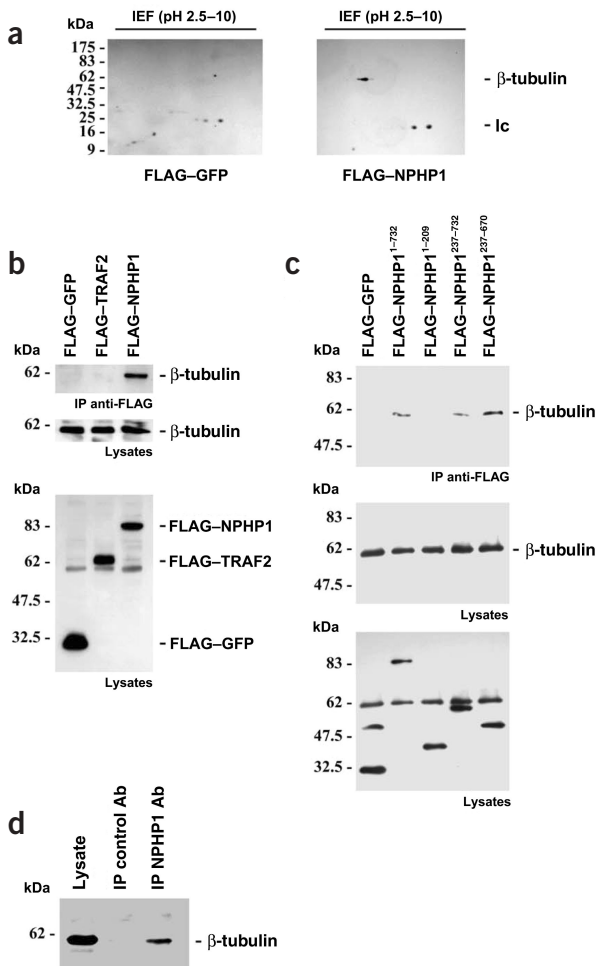 a
kDa
IEF (pH 2.5–10)
IEF (pH 2.5–10)
175 -
83 -
62 -
47.5 -
32.5 -
25 -
16 -
9 -
- β-tubulin
- lc
FLAG–GFP
FLAG–NPHP1
b
FLAG–GFP
FLAG–TRAF2
FLAG–NPHP1
kDa
62 -
- β-tubulin
IP anti-FLAG
62 -
- β-tubulin
Lysates
kDa
83 -
62 -
47.5 -
32.5 -
- FLAG–NPHP1
- FLAG–TRAF2
- FLAG–GFP
Lysates
c
FLAG–GFP
FLAG–NPHP1 1–732
FLAG–NPHP1 1–209
FLAG–NPHP1 237–732
FLAG–NPHP1 237–670
kDa
83 -
62 -
47.5 -
- β-tubulin
IP anti-FLAG
kDa
83 -
62 -
47.5 -
- β-tubulin
Lysates
kDa
83 -
62 -
47.5 -
32.5 -
Lysates
d
Lysate
IP control Ab
IP NPHP1 Ab
kDa
62 -
- β-tubulin